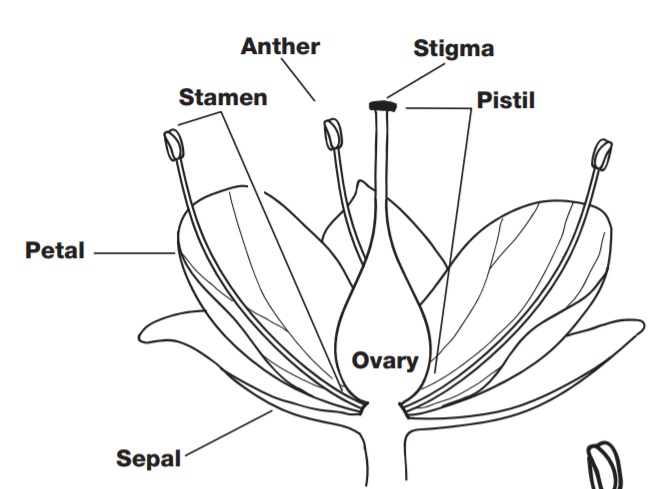 Anther
Stigma
Stamen
Pistil
Petal
Ovary
Sepal